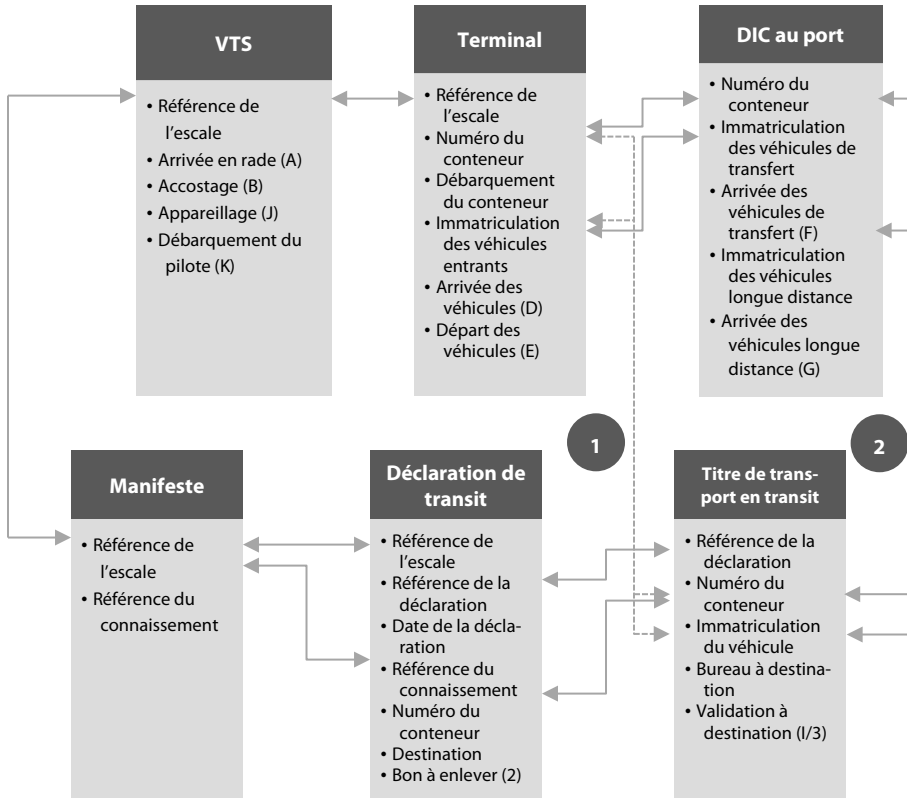 VTS
• Référence de
l'escale
• Arrivée en rade (A)
• Accostage (B)
• Appareillage (J)
• Débarquement du
pilote (K)
Terminal
• Référence de
l'escale
• Numéro du
conteneur
• Débarquement
du conteneur
• Immatriculation
des véhicules
entrants
• Arrivée des
véhicules (D)
• Départ des
véhicules (E)
DIC au port
• Numéro du
conteneur
• Immatriculation
des véhicules de
transfert
• Arrivée des
véhicules de
transfert (F)
• Immatriculation
des véhicules
longue distance
• Arrivée des
véhicules longue
distance (G)
1
2
Manifeste
• Référence de
l'escale
• Référence du
connaissement
Déclaration de
transit
• Référence de
l'escale
• Référence de la
déclaration
• Date de la décla-
ration
• Référence du
connaissement
• Numéro du
conteneur
• Destination
• Bon à enlever (2)
Titre de trans-
port en transit
• Référence de la
déclaration
• Numéro du
conteneur
• Immatriculation
du véhicule
• Bureau à destina-
tion
• Validation à
destination (I/3)